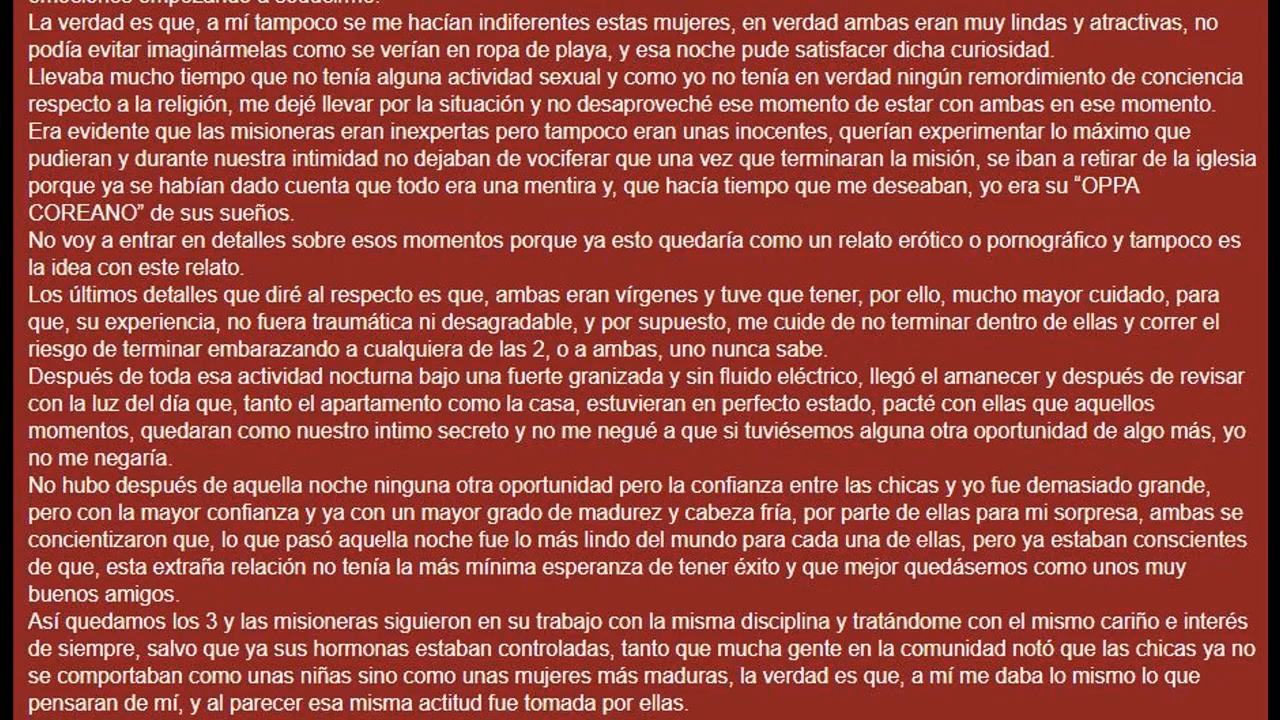 emociones empezando a seducirme.
La verdad es que, a mí tampoco se me hacían indiferentes estas mujeres, en verdad ambas eran muy lindas y atractivas, no
podía evitar imaginármelas como se verían en ropa de playa, y esa noche pude satisfacer dicha curiosidad.
Llevaba mucho tiempo que no tenía alguna actividad sexual y como yo no tenía en verdad ningún remordimiento de conciencia
respecto a la religión, me dejé llevar por la situación y no desaproveché ese momento de estar con ambas en ese momento.
Era evidente que las misioneras eran inexpertas pero tampoco eran unas inocentes, querían experimentar lo máximo que
pudieran y durante nuestra intimidad no dejaban de vociferar que una vez que terminaran la misión, se iban a retirar de la iglesia
porque ya se habían dado cuenta que todo era una mentira y, que hacía tiempo que me deseaban, yo era su “OPPA
COREANO” de sus sueños.
No voy a entrar en detalles sobre esos momentos porque ya esto quedaría como un relato erótico o pornográfico y tampoco es
la idea con este relato.
Los últimos detalles que diré al respecto es que, ambas eran vírgenes y tuve que tener, por ello, mucho mayor cuidado, para
que, su experiencia, no fuera traumática ni desagradable, y por supuesto, me cuide de no terminar dentro de ellas y correr el
riesgo de terminar embarazando a cualquiera de las 2, o a ambas, uno nunca sabe.
Después de toda esa actividad nocturna bajo una fuerte granizada y sin fluido eléctrico, llegó el amanecer y después de revisar
con la luz del día que, tanto el apartamento como la casa, estuvieran en perfecto estado, pacté con ellas que aquellos
momentos, quedaran como nuestro intimo secreto y no me negué a que si tuviésemos alguna otra oportunidad de algo más, yo
no me negaría.
No hubo después de aquella noche ninguna otra oportunidad pero la confianza entre las chicas y yo fue demasiado grande,
pero con la mayor confianza y ya con un mayor grado de madurez y cabeza fría, por parte de ellas para mi sorpresa, ambas se
concientizaron que, lo que pasó aquella noche fue lo más lindo del mundo para cada una de ellas, pero ya estaban conscientes
de que, esta extraña relación no tenía la más mínima esperanza de tener éxito y que mejor quedásemos como unos muy
buenos amigos.
Así quedamos los 3 y las misioneras siguieron en su trabajo con la misma disciplina y tratándome con el mismo cariño e interés
de siempre, salvo que ya sus hormonas estaban controladas, tanto que mucha gente en la comunidad notó que las chicas ya no
se comportaban como unas niñas sino como unas mujeres más maduras, la verdad es que, a mí me daba lo mismo lo que
pensaran de mí, y al parecer esa misma actitud fue tomada por ellas.